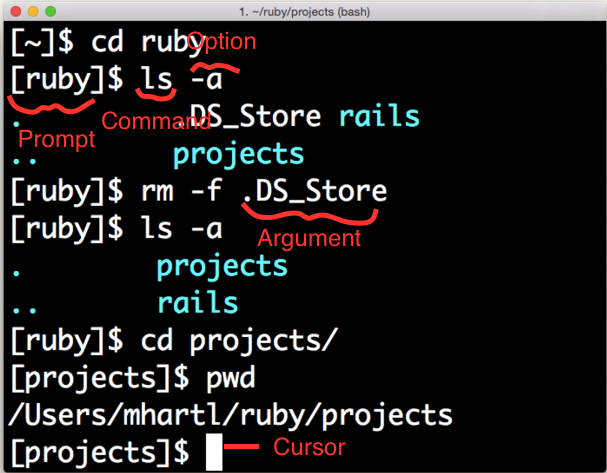 1. ~/ruby/projects (bash)
[~]$ cd ruby
Option
[ruby]$ ls -a
. .DS_Store rails
Prompt Command
.. projects
[ruby]$ rm -f .DS_Store
[ruby]$ ls -a
Argument
. projects
.. rails
[ruby]$ cd projects/
[projects]$ pwd
/Users/mhartl/ruby/projects
[projects]$
Cursor